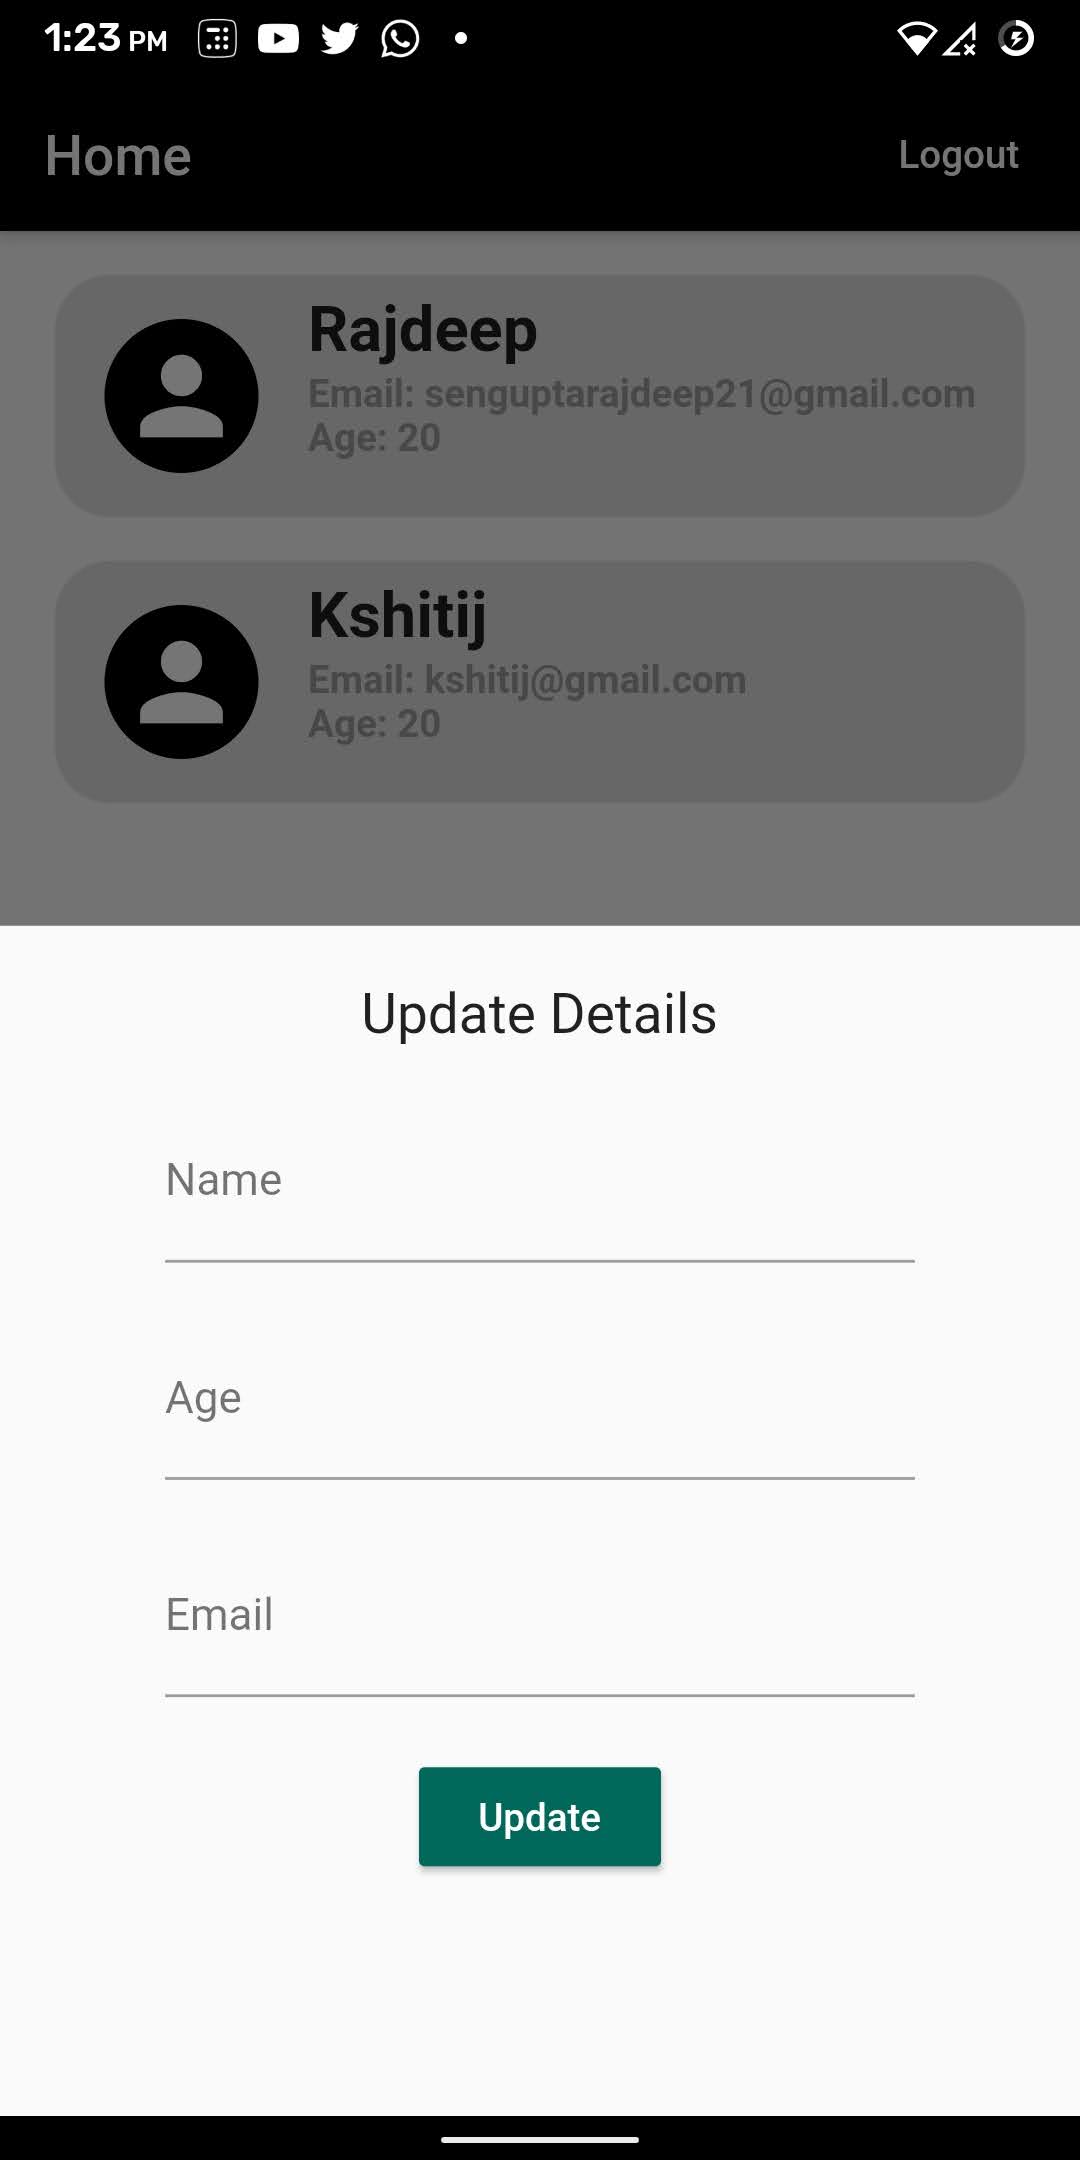 1:23 PM
Home
Logout
Rajdeep
Email: senguptarajdeep21@gmail.com
Age: 20
Kshitij
Email: kshitij@gmail.com
Age: 20
Update Details
Name
Age
Email
Update